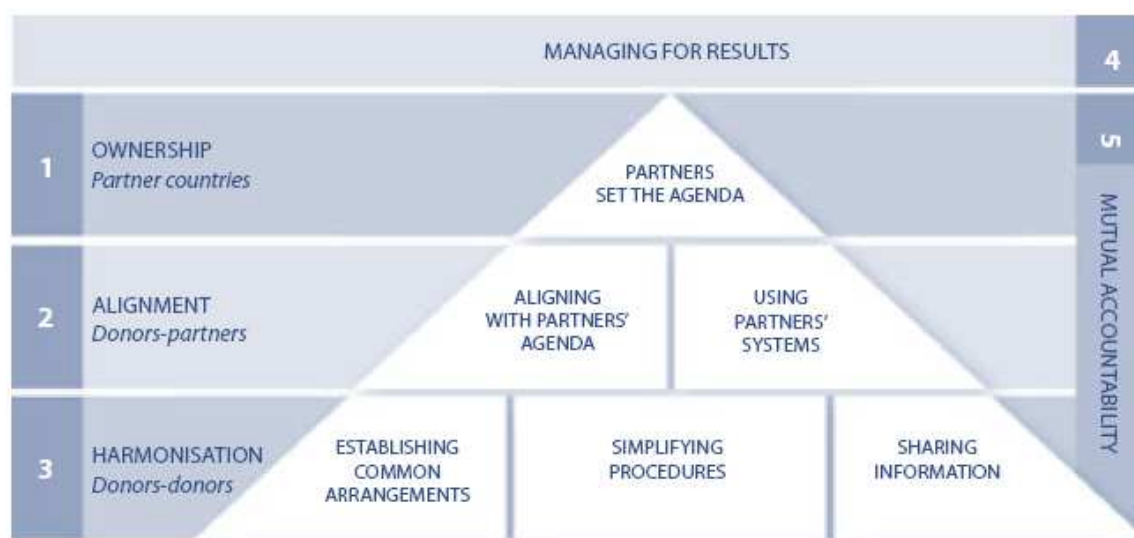 MANAGING FOR RESULTS
4
1
OWNERSHIP
Partner countries
PARTNERS
SET THE AGENDA
5
MUTUAL ACCOUNTABILITY
2
ALIGNMENT
Donors-partners
ALIGNING
WITH PARTNERS'
AGENDA
USING
PARTNERS'
SYSTEMS
3
HARMONISATION
Donors-donors
ESTABLISHING
COMMON
ARRANGEMENTS
SIMPLIFYING
PROCEDURES
SHARING
INFORMATION